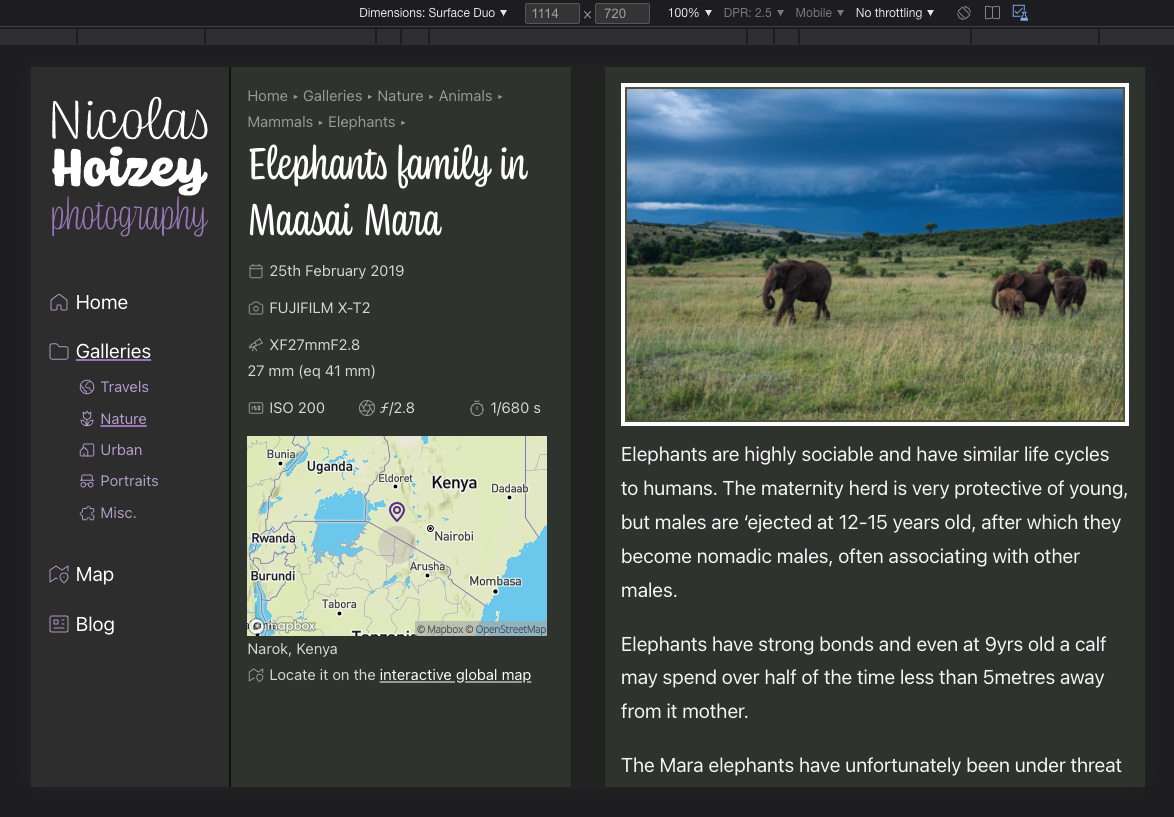 Dimensions: Surface Duo ▼ 1114 × 720 100% ▼ DPR: 2.5 ▼ Mobile ▼ No throttling ▼
Nicolas
Hoizey
photography
Home
Galleries
Travels
Nature
Urban
Portraits
Misc.
Map
Blog
Home ‣ Galleries ‣ Nature ‣ Animals ‣
Mammals ‣ Elephants ‣
Elephants family in
Maasai Mara
25th February 2019
FUJIFILM X-T2
XF27mmF2.8
27 mm (eq 41 mm)
ISO 200 ƒ/2.8 1/680 s
Bunia
Uganda
Eldoret
Kenya
Dadaab
Rwanda
Nairobi
Burundi
Arusha
Mombasa
Tabora
Tanzania
mapbox
© Mapbox © OpenStreetMap
Narok, Kenya
Locate it on the interactive global map
Elephants are highly sociable and have similar life cycles
to humans. The maternity herd is very protective of young,
but males are ‘ejected at 12-15 years old, after which they
become nomadic males, often associating with other
males.
Elephants have strong bonds and even at 9yrs old a calf
may spend over half of the time less than 5metres away
from it mother.
The Mara elephants have unfortunately been under threat